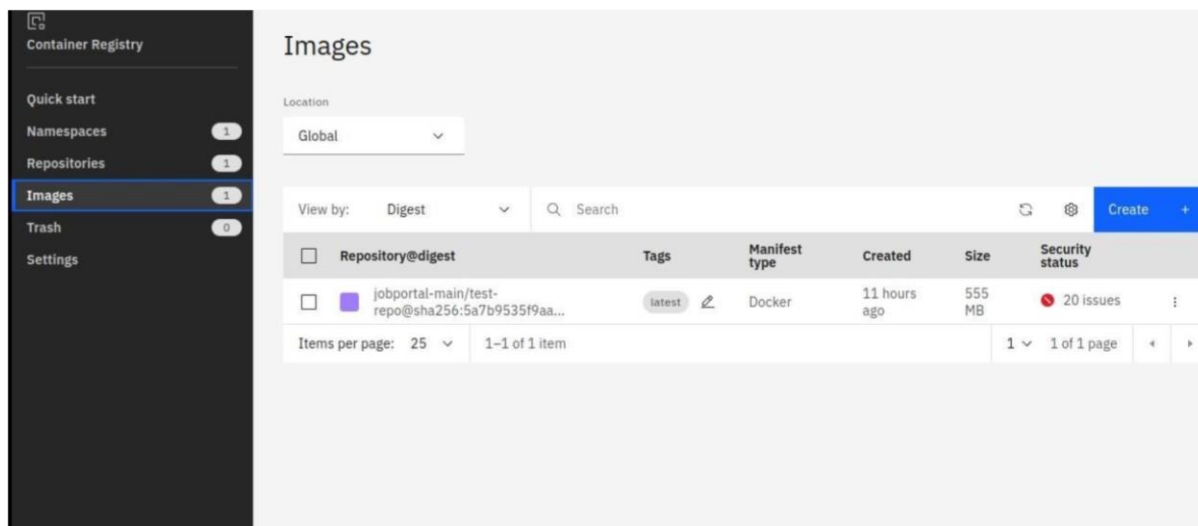 Container Registry
Quick start
Namespaces 1
Repositories 1
Images 1
Trash 0
Settings
Images
Location
Global
View by: Digest Search Create +
Repository@digest Tags Manifest type Created Size Security status
jobportal-main/test-
repo@sha256:5a7b9535f9aa... latest Docker 11 hours ago 555 MB 20 issues
Items per page: 25 1–1 of 1 item 1 1 of 1 page